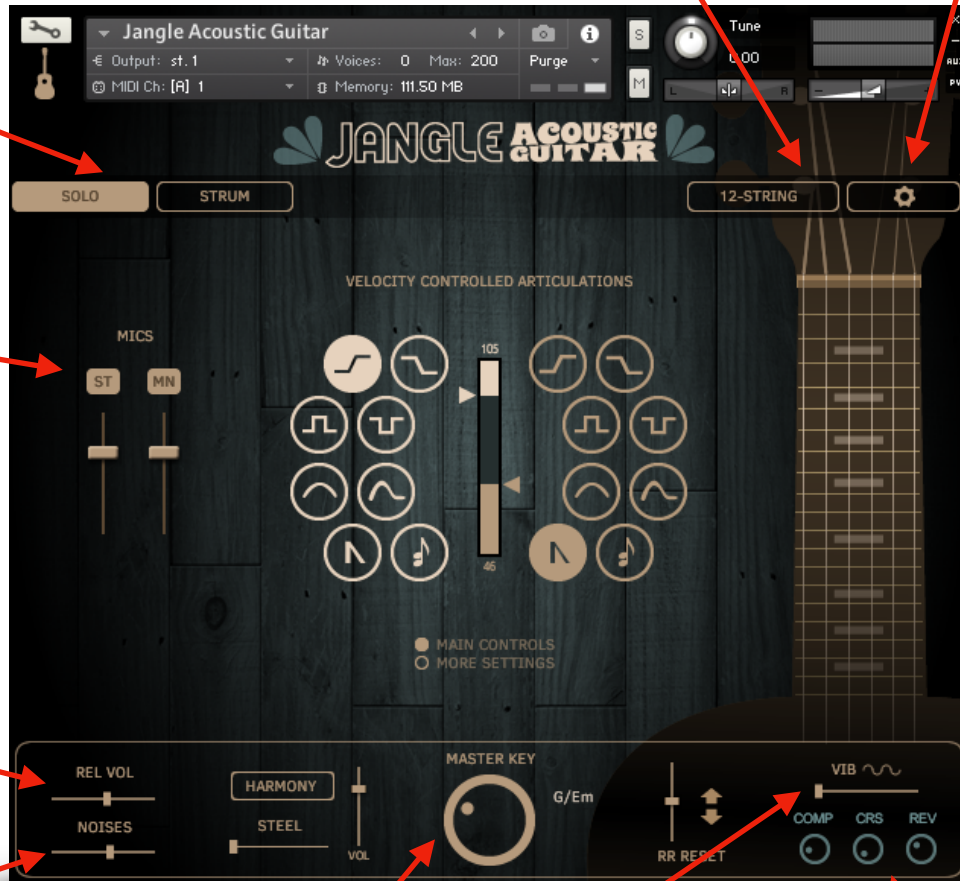 Jangle Acoustic Guitar
Output: st. 1
Voices: 0 Max: 200
Purge
MIDI Ch: [A] 1
Memory: 111.50 MB
S
M
Tune
0.00
L
R
AUX
PV
JANGLE ACOUSTIC GUITAR
SOLO
STRUM
12-STRING
VELOCITY CONTROLLED ARTICULATIONS
MICS
ST
MN
105
46
MAIN CONTROLS
MORE SETTINGS
REL VOL
NOISES
HARMONY
STEEL
VOL
MASTER KEY
G/Em
RR RESET
VIB
COMP
CRS
REV